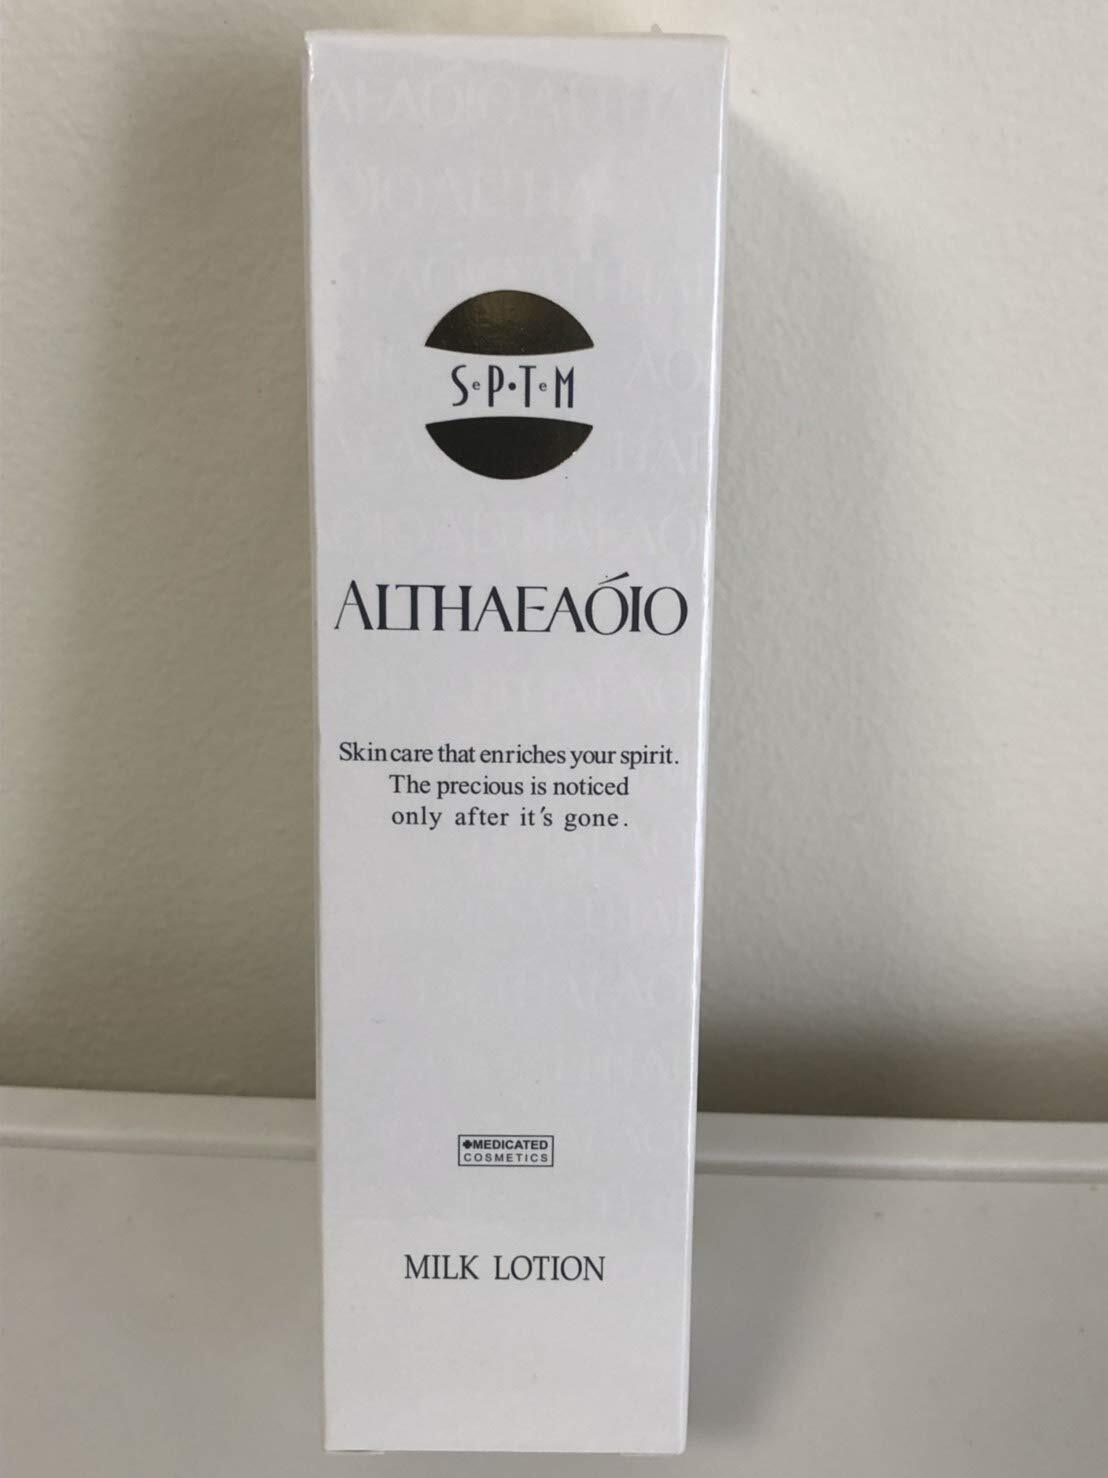 SePTeM
ALTHAEAÓIO
Skin care that enriches your spirit.
The precious is noticed
only after it's gone.
MEDICATED
COSMETICS
MILK LOTION